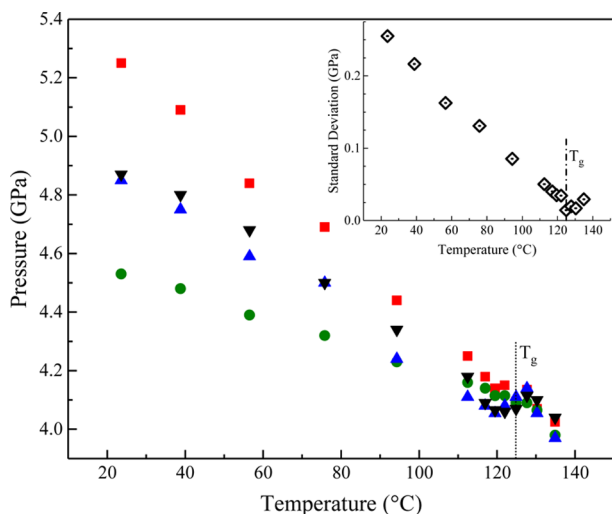 5.4
5.2
5.0
4.8
4.6
4.4
4.2
4.0
Pressure (GPa)
20 40 60 80 100 120 140
Temperature (°C)
T_g
0.2
0.1
0.0
Standard Deviation (GPa)
20 40 60 80 100 120 140
Temperature (°C)
T_g